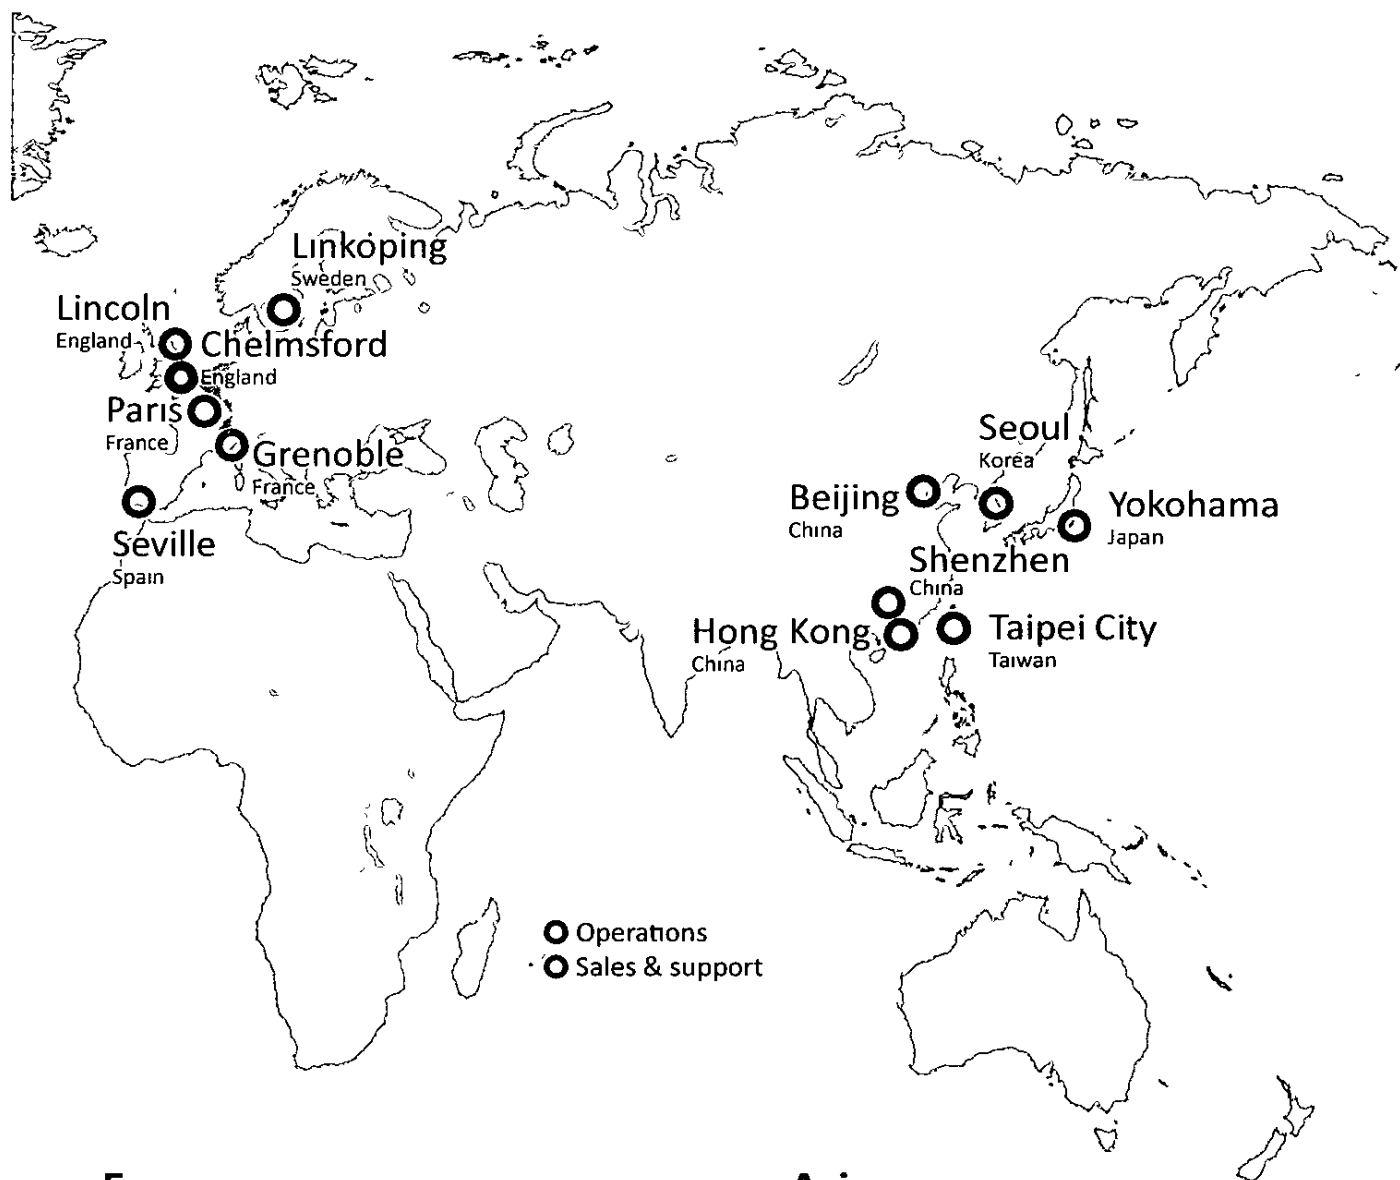 Linköping
Sweden
Lincoln
England
Chelmsford
England
Paris
France
Grenoble
France
Seville
Spain
Seoul
Korea
Beijing
China
Yokohama
Japan
Shenzhen
China
Hong Kong
China
Taipei City
Taiwan
Operations
Sales & support